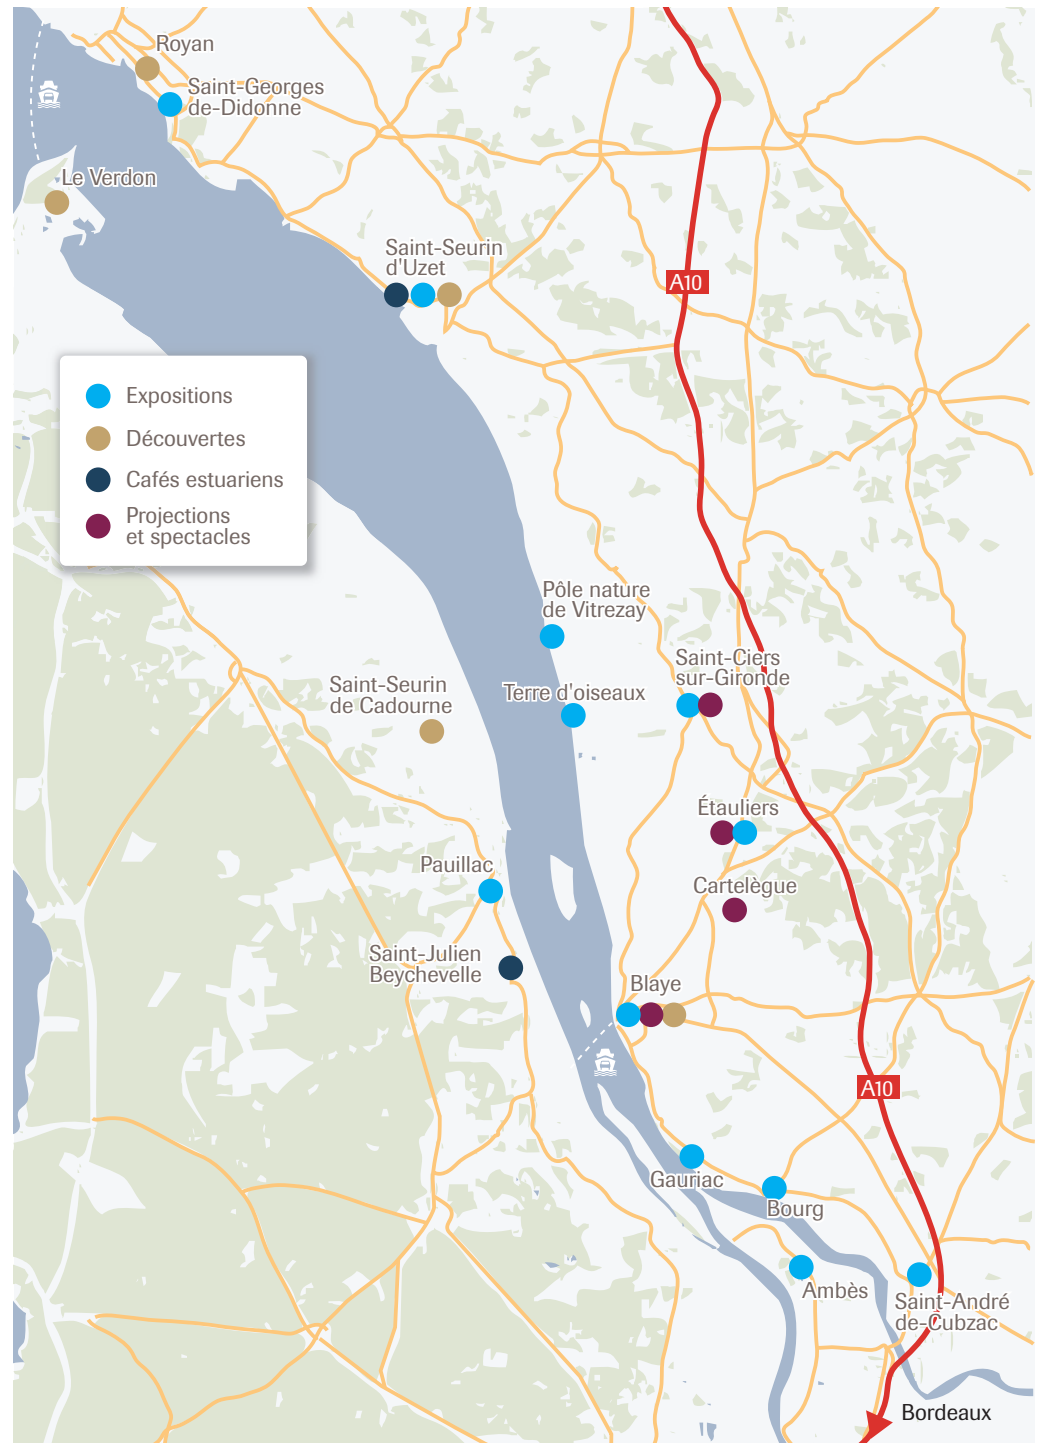 Royan
Saint-Georges
de-Didonne
Le Verdon
Saint-Seurin
d'Uzet
A10
Expositions
Découvertes
Cafés estuariens
Projections
et spectacles
Pôle nature
de Vitrezay
Saint-Ciers
sur-Gironde
Saint-Seurin
de Cadourne
Terre d'oiseaux
Étauliers
Pauillac
Cartelègue
Saint-Julien
Beychevelle
Blaye
A10
Gauriac
Bourg
Ambès
Saint-André
de-Cubzac
Bordeaux